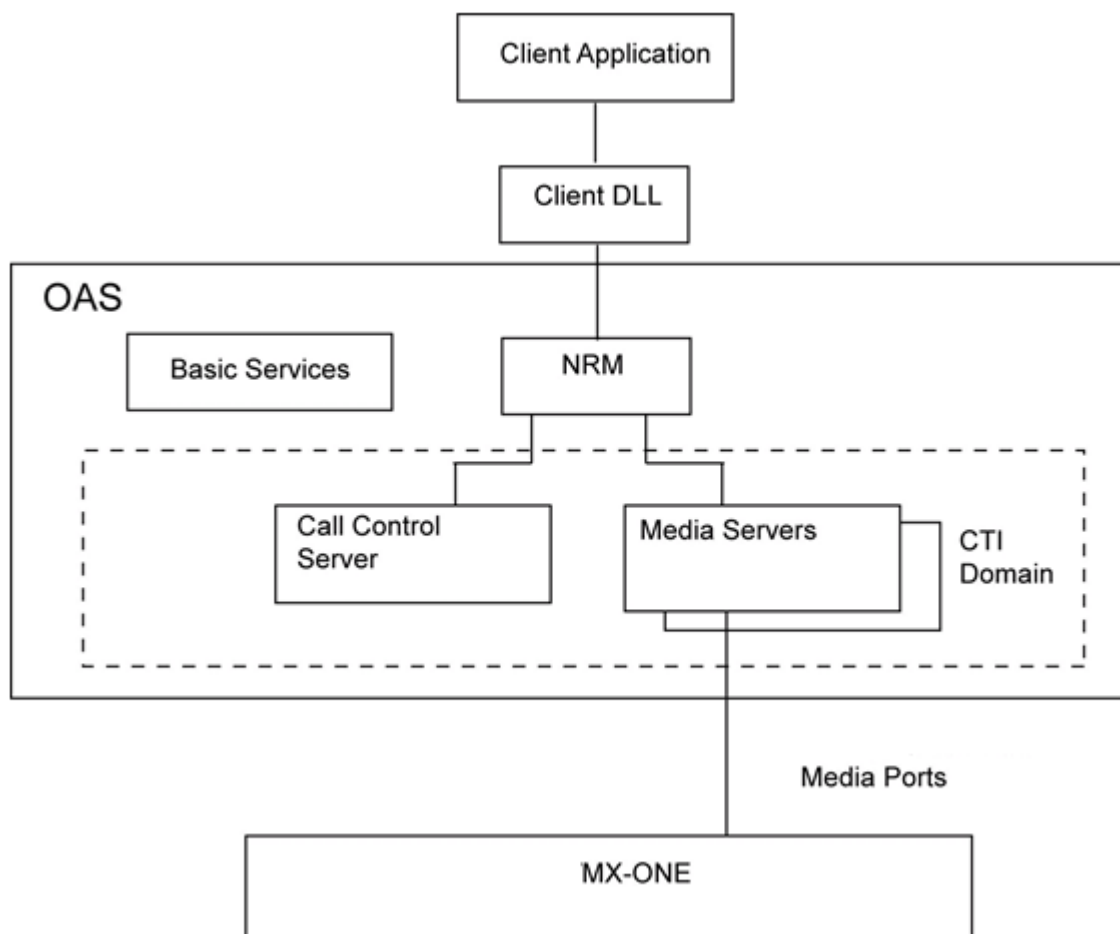 Client Application
Client DLL
OAS
Basic Services
NRM
Call Control
Server
Media Servers
CTI
Domain
Media Ports
MX-ONE